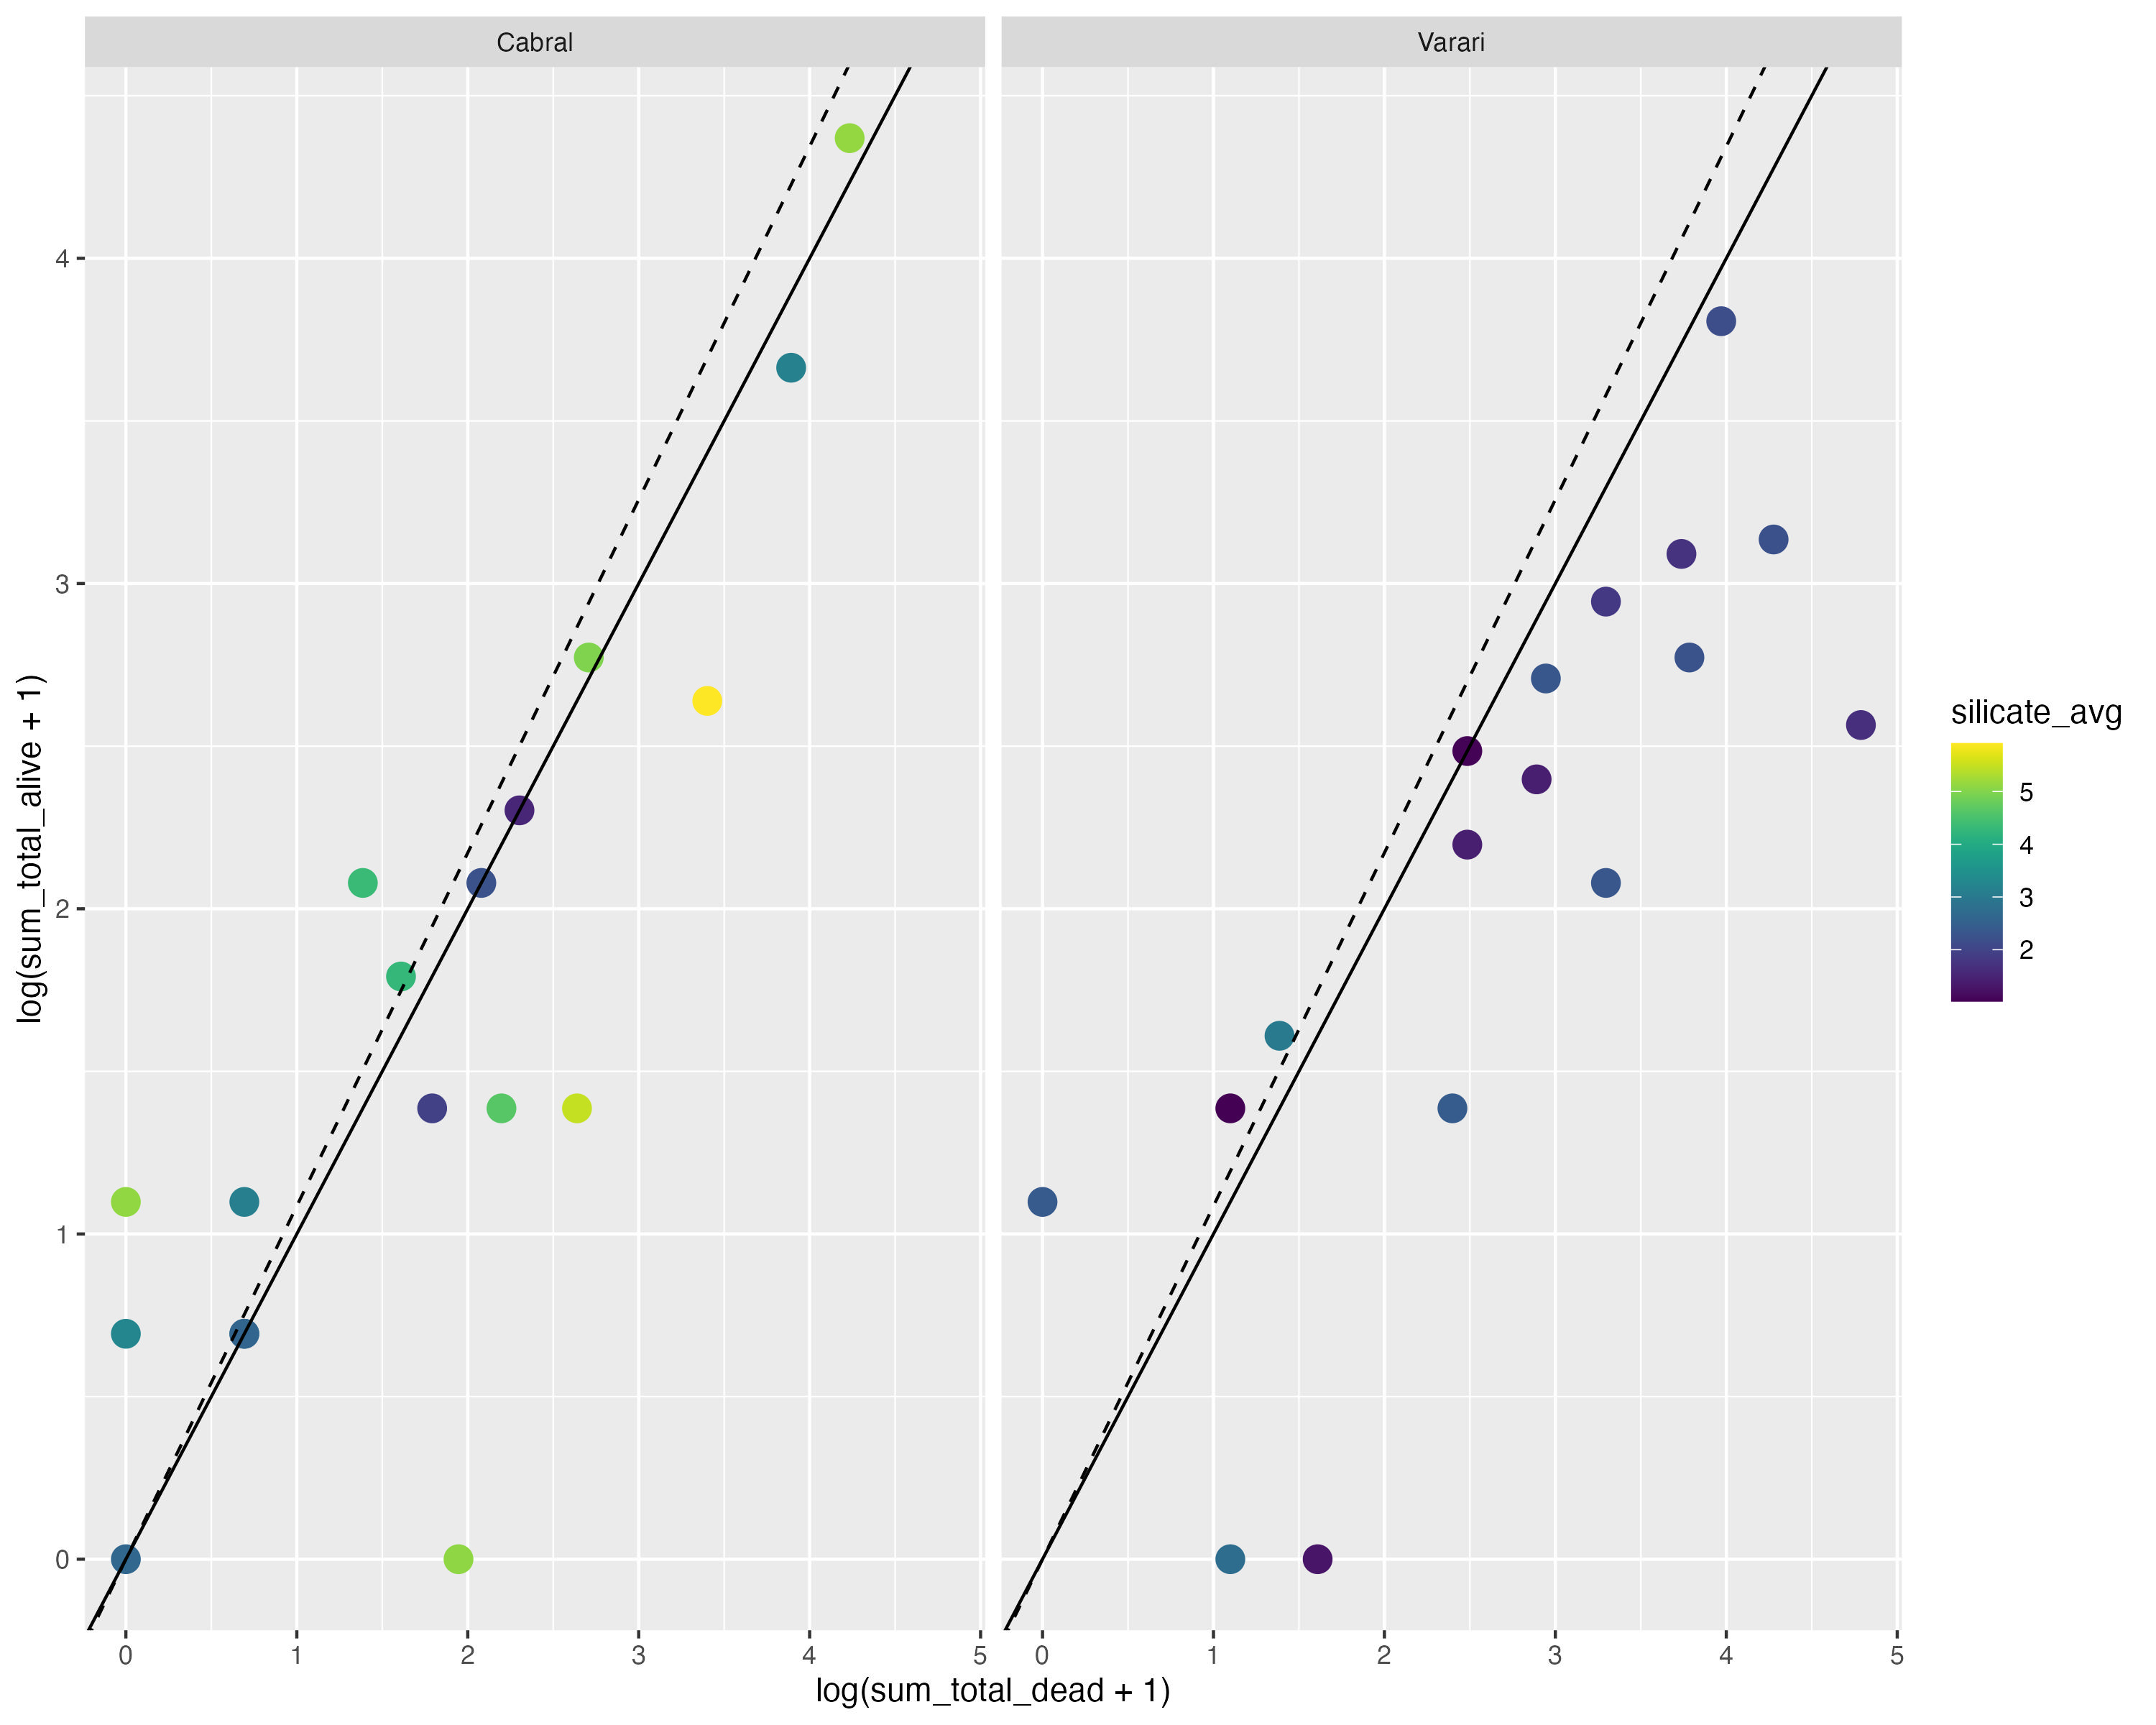 Cabral
Varari
log(sum_total_alive + 1)
4
3
2
1
0
0 1 2 3 4 5
0 1 2 3 4 5
log(sum_total_dead + 1)
silicate_avg
5
4
3
2